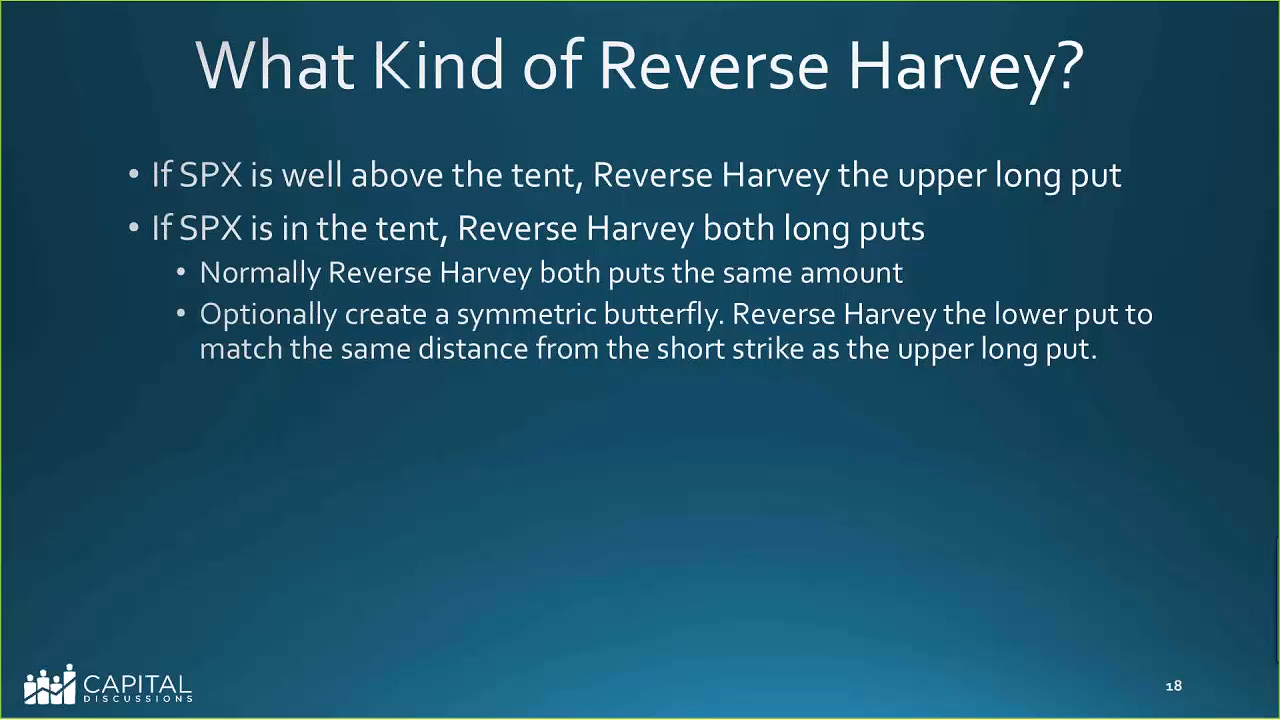 What Kind of Reverse Harvey?
• If SPX is well above the tent, Reverse Harvey the upper long put
• If SPX is in the tent, Reverse Harvey both long puts
• Normally Reverse Harvey both puts the same amount
• Optionally create a symmetric butterfly. Reverse Harvey the lower put to
match the same distance from the short strike as the upper long put.
CAPITAL
DISCUSSIONS
18